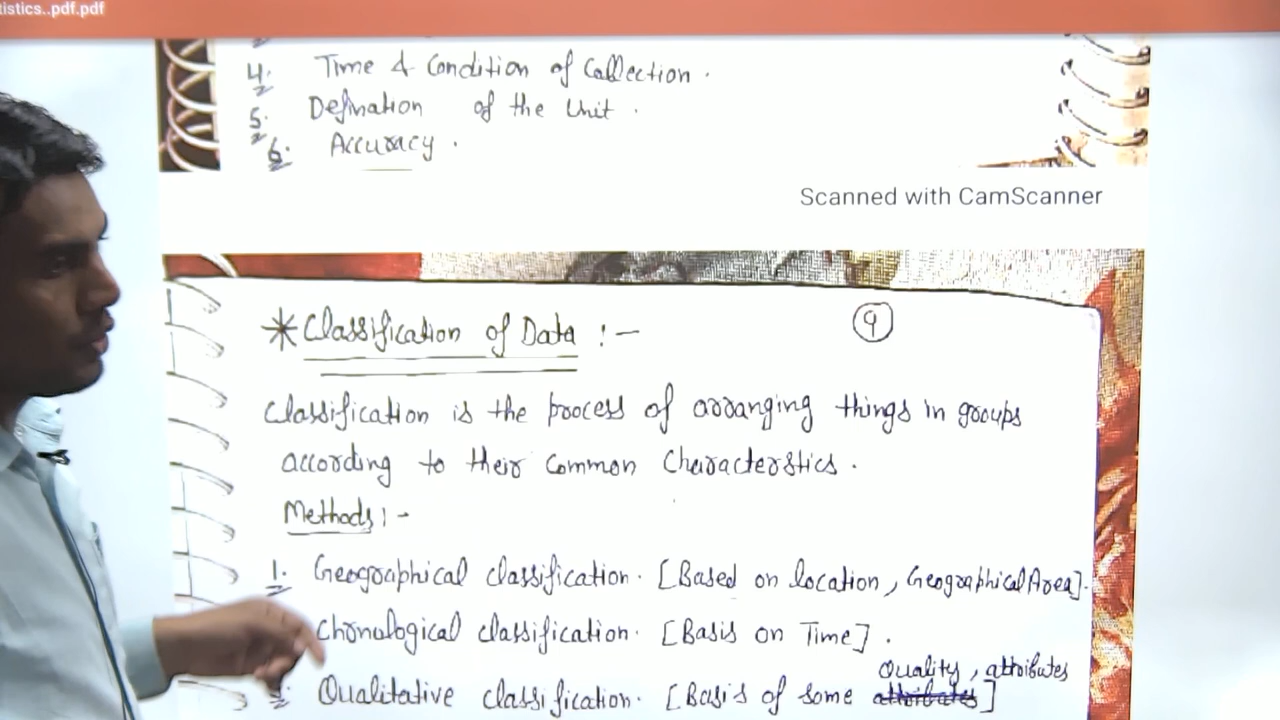 tistics..pdf.pdf
4. Time & Condition of Collection.
5. Defination of the Unit.
6. Accuracy.
Scanned with CamScanner
* Classification of Data :-
9
Classification is the process of arranging things in groups
according to their Common Characterstics.
Methods :-
1. Geographical classification. [Based on location, Geographical Area].
Chronological classification. [Basis on Time].
Quality, attributes
Qualitative classification. [Basis of some attributes]